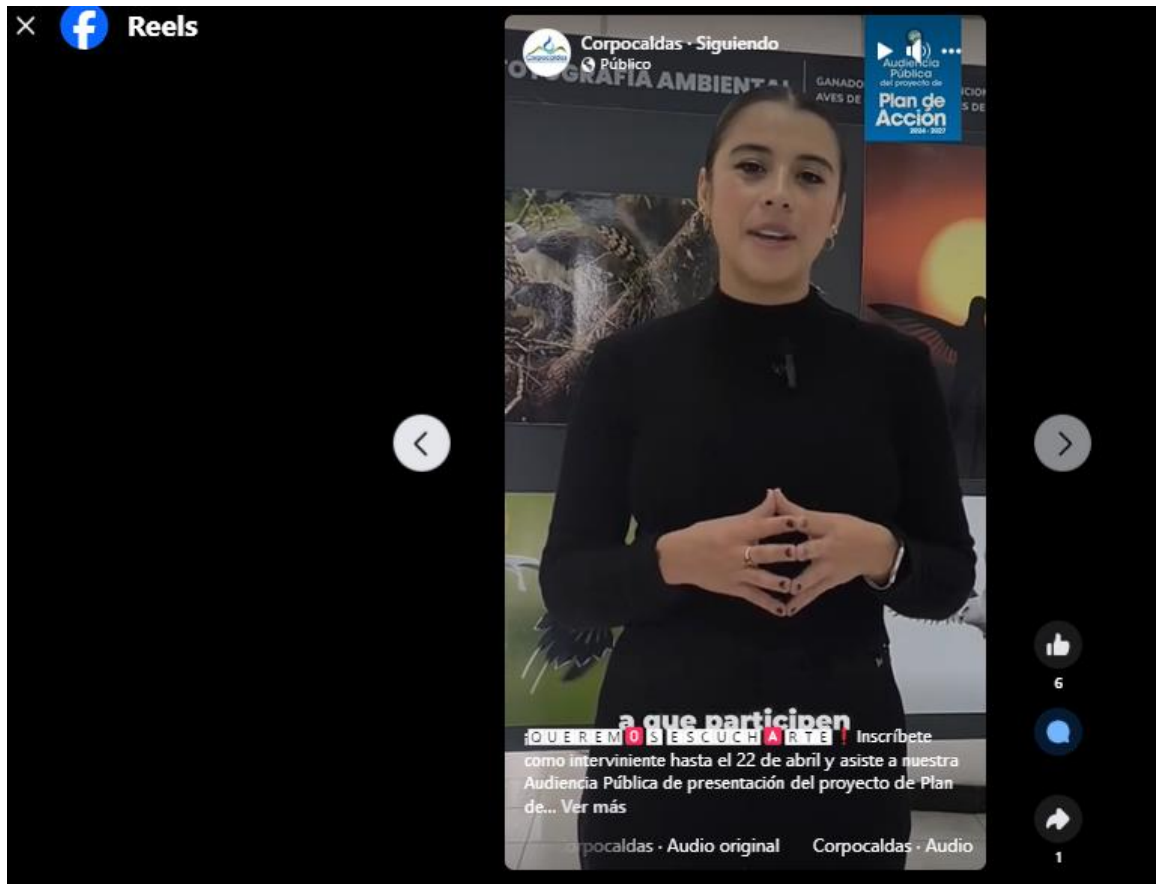 Reels
Corpocaldas · Siguiendo
Público
GRAFÍA AMBIENTAL
GANADO
AVES DE
Audiencia
Pública
del proyecto de
Plan de
Acción
2024 - 2027
a que participen
¡QUEREMOS ESCUCHARTE❗ Inscríbete
como interviniente hasta el 22 de abril y asiste a nuestra
Audiencia Pública de presentación del proyecto de Plan
de... Ver más
6
rpocaldas · Audio original Corpocaldas · Audio
1